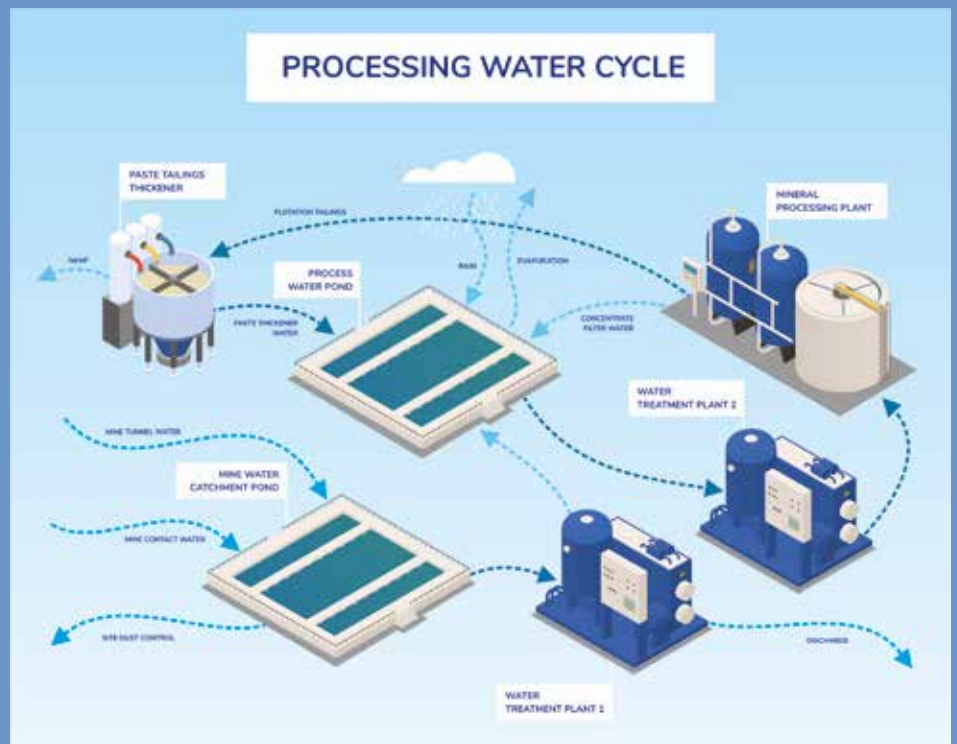 PROCESSING WATER CYCLE
PASTE TAILINGS
THICKENER
MINERAL
PROCESSING PLANT
FLOTATION TAILINGS
RAIN
EVAPORATION
PROCESS
WATER POND
PASTE THICKENER
WATER
CONCENTRATE
FILTER WATER
WATER
TREATMENT PLANT 2
MINE TUNNEL WATER
MINE WATER
CATCHMENT POND
MINE CONTACT WATER
SITE DUST CONTROL
DISCHARGE
WATER
TREATMENT PLANT 1